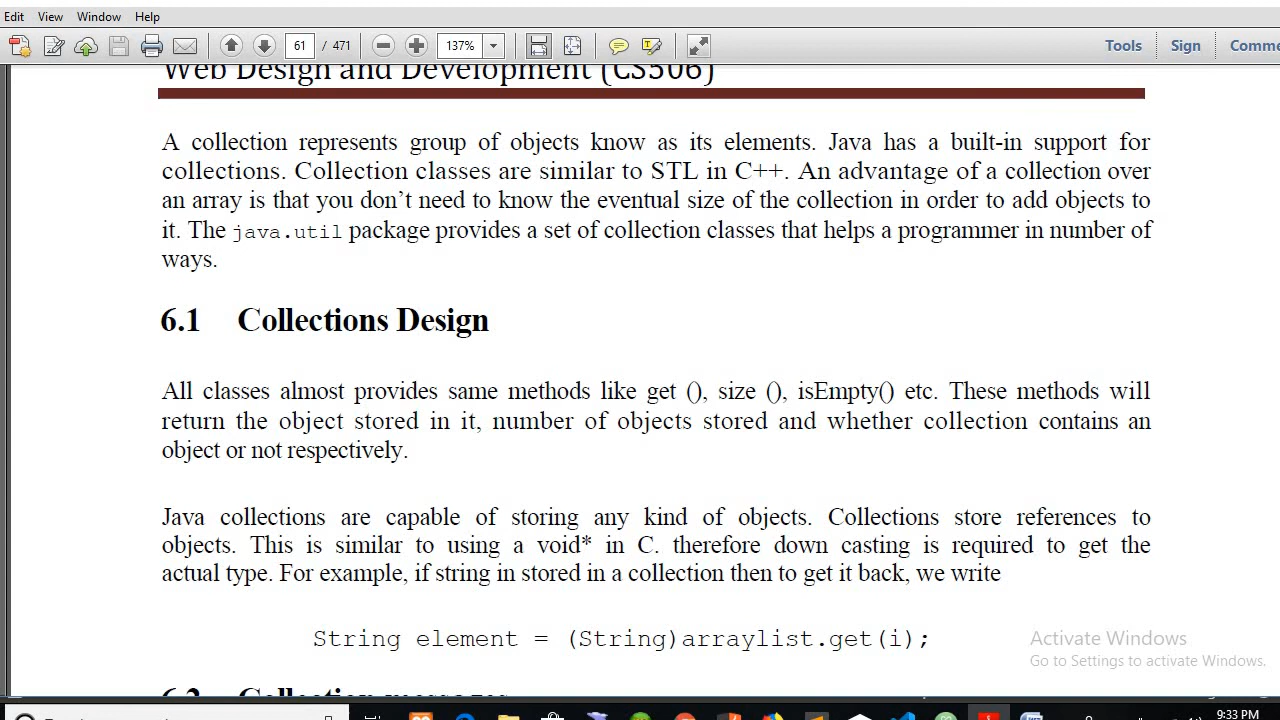 Edit View Window Help
61 / 471 137% Tools Sign Comme
Web Design and Development (CS506)
A collection represents group of objects know as its elements. Java has a built-in support for
collections. Collection classes are similar to STL in C++. An advantage of a collection over
an array is that you don't need to know the eventual size of the collection in order to add objects to
it. The java.util package provides a set of collection classes that helps a programmer in number of
ways.
6.1 Collections Design
All classes almost provides same methods like get (), size (), isEmpty() etc. These methods will
return the object stored in it, number of objects stored and whether collection contains an
object or not respectively.
Java collections are capable of storing any kind of objects. Collections store references to
objects. This is similar to using a void* in C. therefore down casting is required to get the
actual type. For example, if string in stored in a collection then to get it back, we write
String element = (String)arraylist.get(i);
Activate Windows
Go to Settings to activate Windows.
6.2 Collection messages
9:33 PM